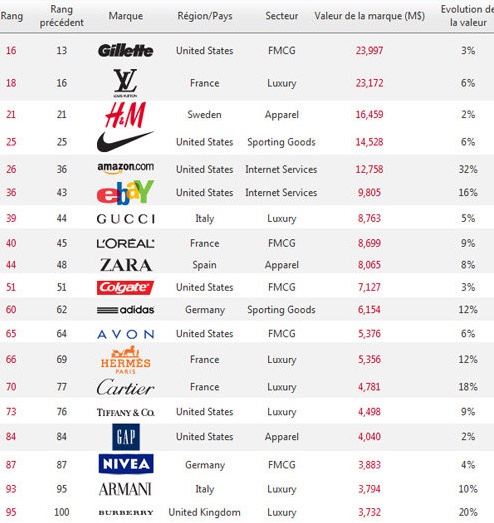 Rang Rang précédent Marque Région/Pays Secteur Valeur de la marque (M$) Evolution de la valeur
16 13 Gillette United States FMCG 23,997 3%
18 16 LV LOUIS VUITTON France Luxury 23,172 6%
21 21 H&M Sweden Apparel 16,459 2%
25 25 United States Sporting Goods 14,528 6%
26 36 amazon.com United States Internet Services 12,758 32%
36 43 ebaY United States Internet Services 9,805 16%
39 44 GUCCI Italy Luxury 8,763 5%
40 45 L'ORÉAL France FMCG 8,699 9%
44 48 ZARA Spain Apparel 8,065 8%
51 51 Colgate United States FMCG 7,127 3%
60 62 adidas Germany Sporting Goods 6,154 12%
65 64 AVON United States FMCG 5,376 6%
66 69 HERMÈS PARIS France Luxury 5,356 12%
70 77 Cartier France Luxury 4,781 18%
73 76 TIFFANY & CO. United States Luxury 4,498 9%
84 84 GAP United States Apparel 4,040 2%
87 87 NIVEA Germany FMCG 3,883 4%
93 95 ARMANI Italy Luxury 3,794 10%
95 100 BURBERRY United Kingdom Luxury 3,732 20%